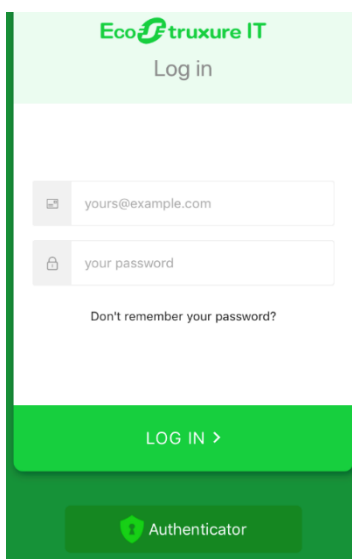 EcoStruxure IT
Log in
yours@example.com
your password
Don't remember your password?
LOG IN >
Authenticator